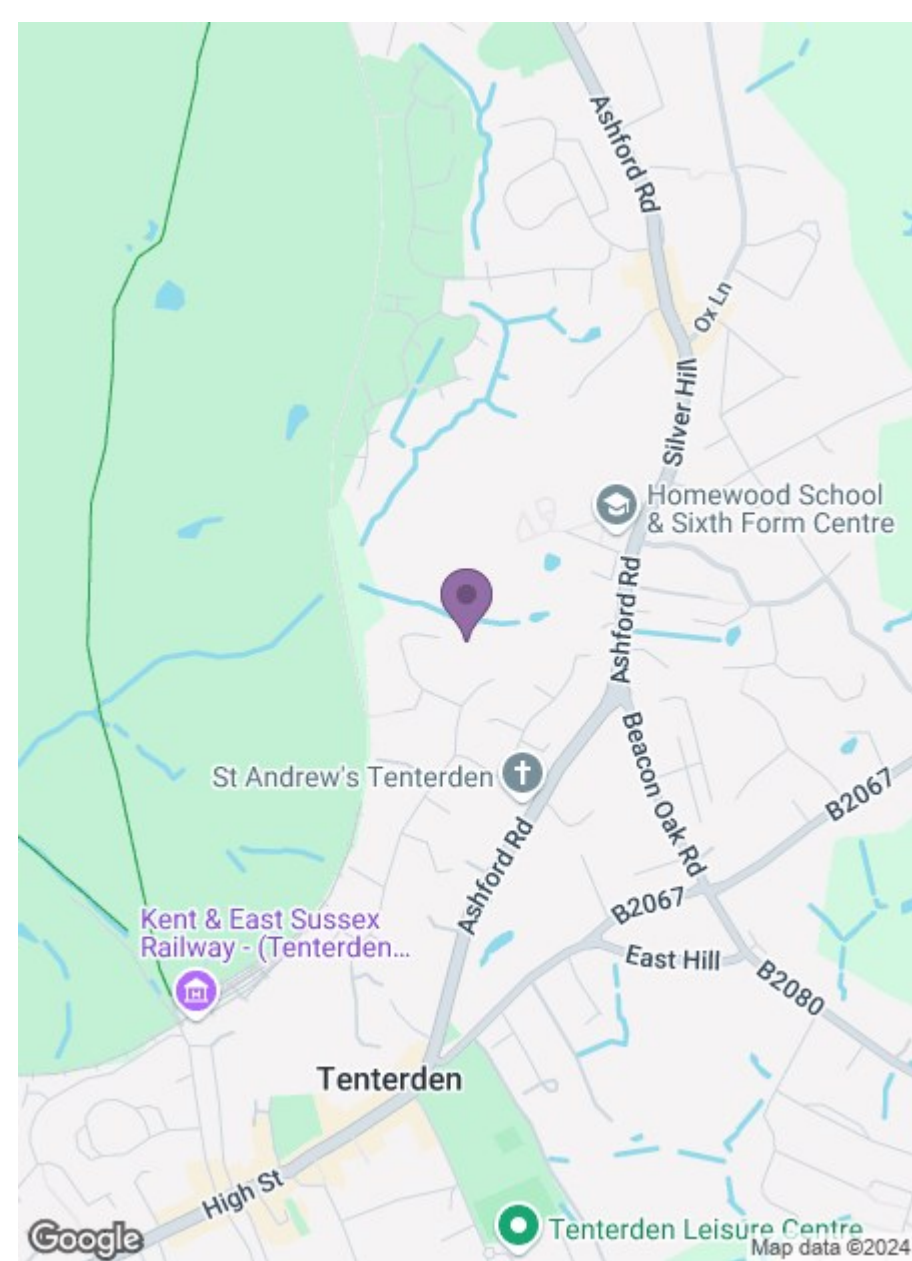 Ashford Rd
Ox Ln
Silver Hill
Homewood School
& Sixth Form Centre
Ashford Rd
Beacon Oak Rd
St Andrew's Tenterden
B2067
Ashford Rd
B2067
Kent & East Sussex
Railway - (Tenterden...
East Hill
B2080
Tenterden
High St
Tenterden Leisure Centre
Google
Map data ©2024